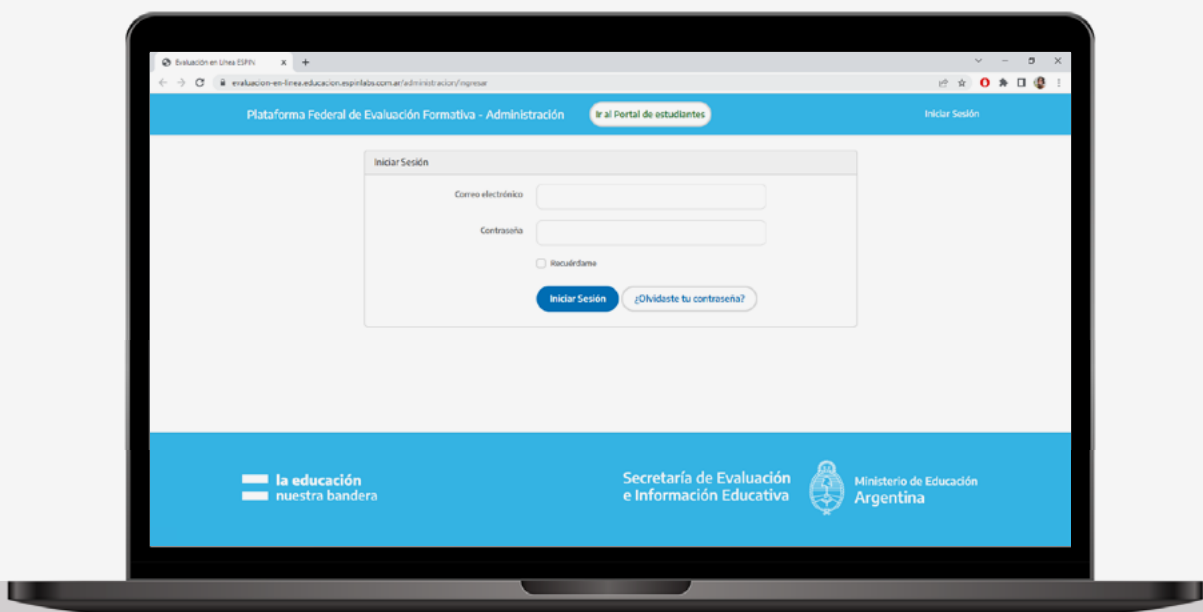 Evaluación en Línea ESPIN
evaluacion-en-linea.educacion.espinlabs.com.ar/administracion/ingresar
Plataforma Federal de Evaluación Formativa - Administración
Ir al Portal de estudiantes
Iniciar Sesión
Iniciar Sesión
Correo electrónico
Contraseña
Recuérdame
Iniciar Sesión
¿Olvidaste tu contraseña?
la educación
nuestra bandera
Secretaría de Evaluación
e Información Educativa
Ministerio de Educación
Argentina